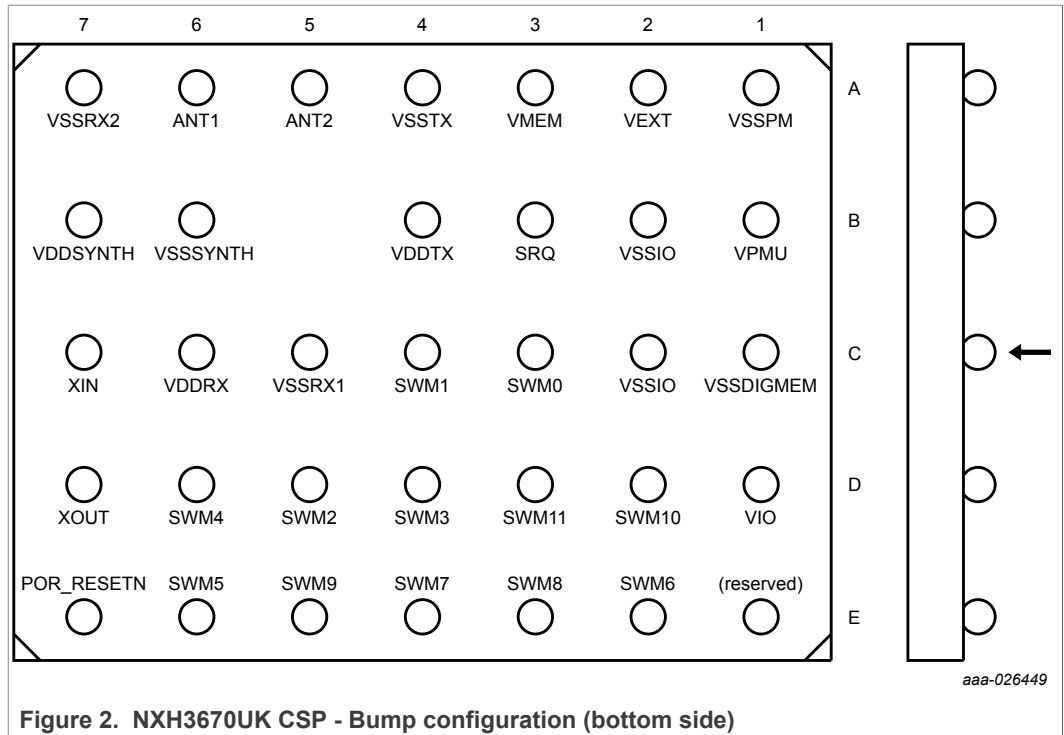 7 6 5 4 3 2 1
A
VSSRX2 ANT1 ANT2 VSSTX VMEM VEXT VSSPM
B
VDDSYNTH VSSSYNTH VDDTX SRQ VSSIO VPMU
C
XIN VDDRX VSSRX1 SWM1 SWM0 VSSIO VSSDIGMEM
D
XOUT SWM4 SWM2 SWM3 SWM11 SWM10 VIO
POR_RESETN SWM5 SWM9 SWM7 SWM8 SWM6 (reserved)
E
aaa-026449
Figure 2. NXH3670UK CSP - Bump configuration (bottom side)